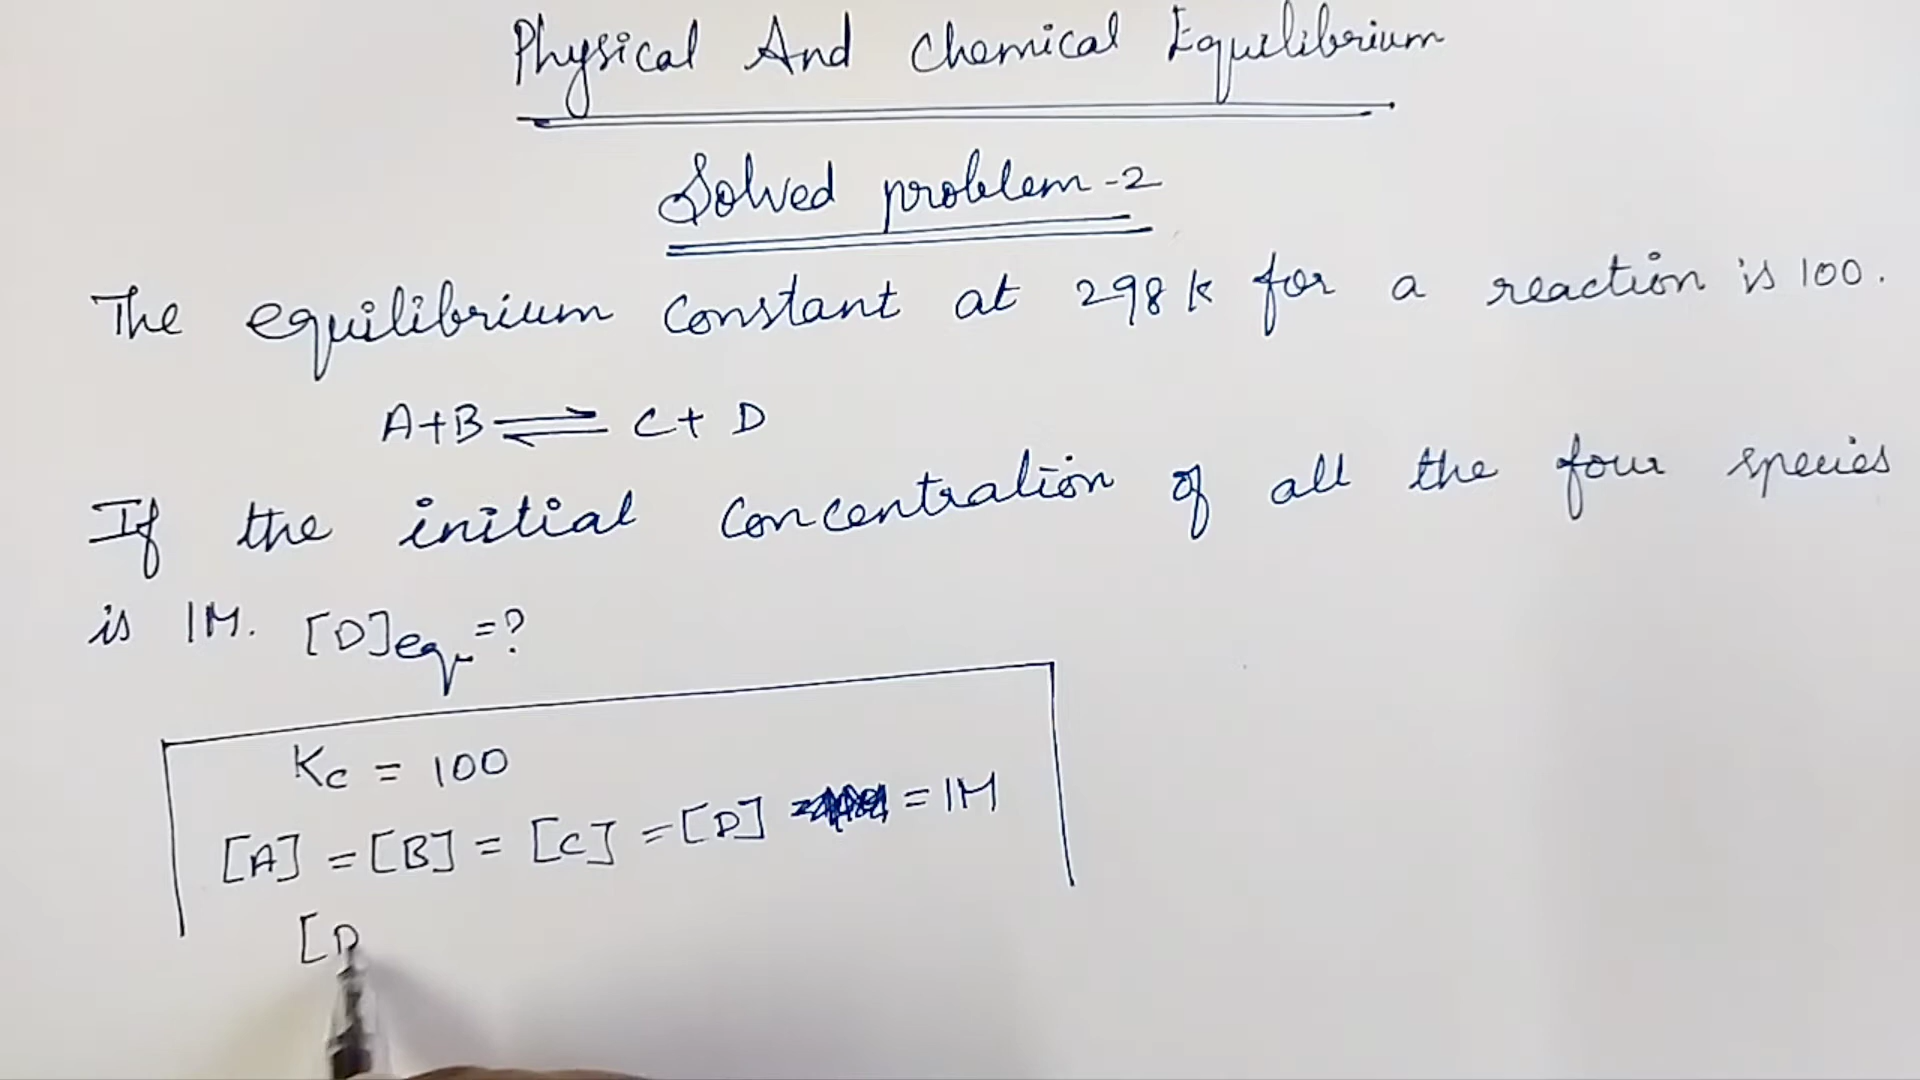 Physical And Chemical Equilibrium
Solved problem-2
The equilibrium constant at 298K for a reaction is 100.
A+B ⇌ C+ D
If the initial concentration of all the four species
is 1M. [D]eq =?
Kc = 100
[A] = [B] = [C] = [D] = 1M
[D